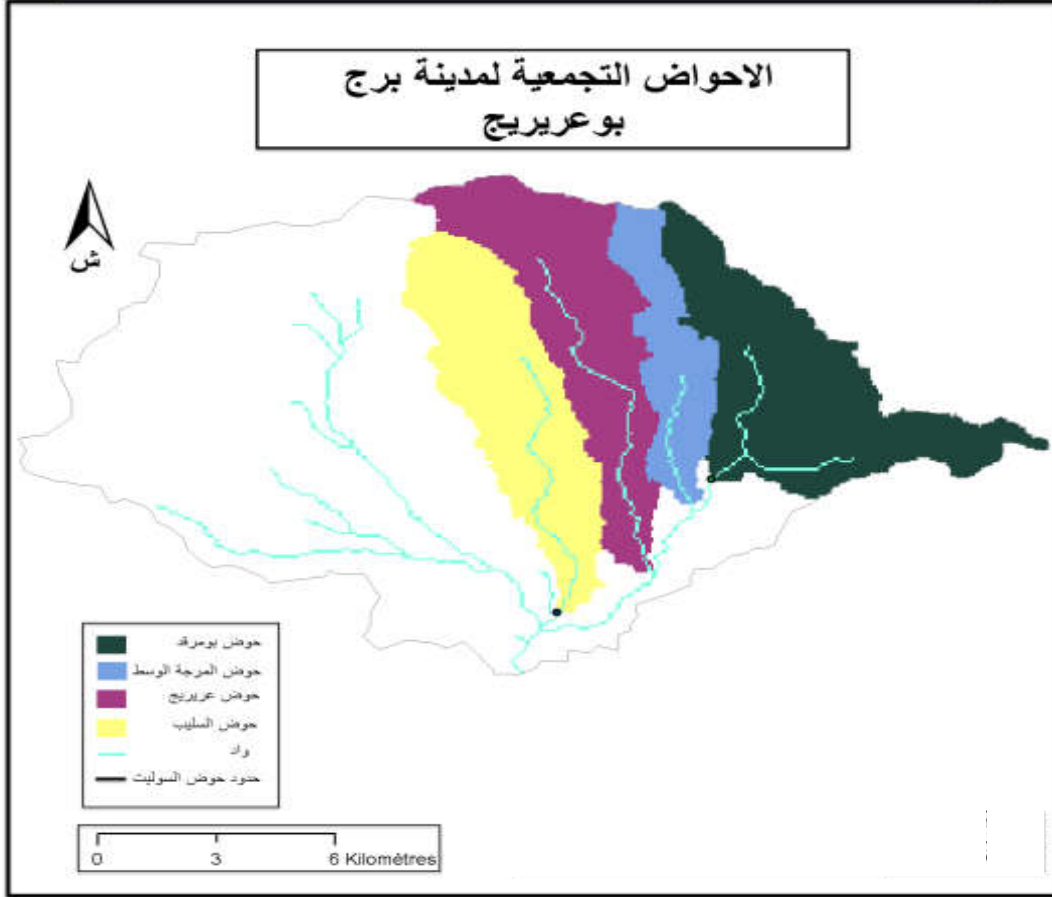 الاحواض التجمعية لمدينة برج
بوعريريج
ش
حوض بومرقد
حوض المرجة الوسط
حوض عريريج
حوض السليب
واد
حدود حوض السوليت
0 3 6 Kilomètres